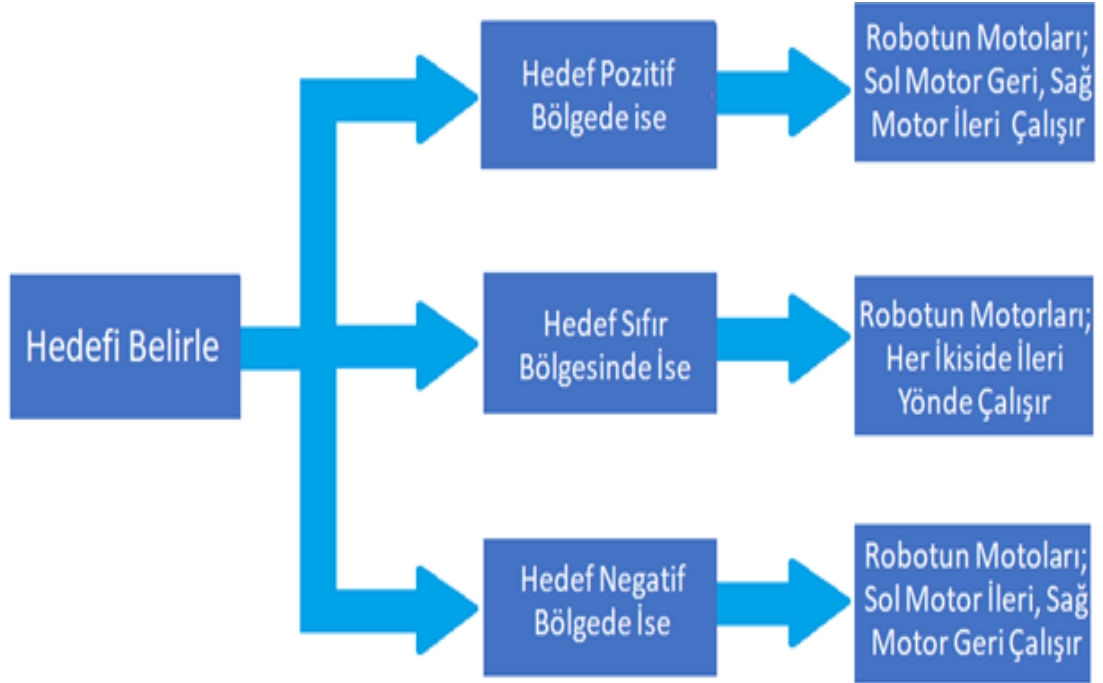 Hedefi Belirle
Hedef Pozitif
Bölgede ise
Robotun Motoları;
Sol Motor Geri, Sağ
Motor İleri Çalışır
Hedef Sıfır
Bölgesinde İse
Robotun Motorları;
Her İkiside İleri
Yönde Çalışır
Hedef Negatif
Bölgede İse
Robotun Motoları;
Sol Motor İleri, Sağ
Motor Geri Çalışır